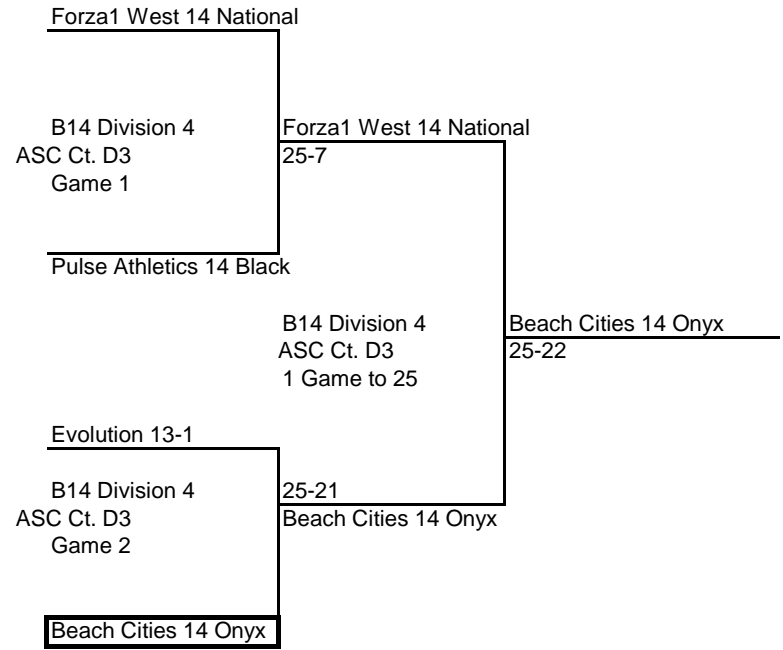 Forza1 West 14 National
B14 Division 4
ASC Ct. D3
Game 1
Forza1 West 14 National
25-7
Pulse Athletics 14 Black
B14 Division 4
ASC Ct. D3
1 Game to 25
Beach Cities 14 Onyx
25-22
Evolution 13-1
B14 Division 4
ASC Ct. D3
Game 2
25-21
Beach Cities 14 Onyx
Beach Cities 14 Onyx